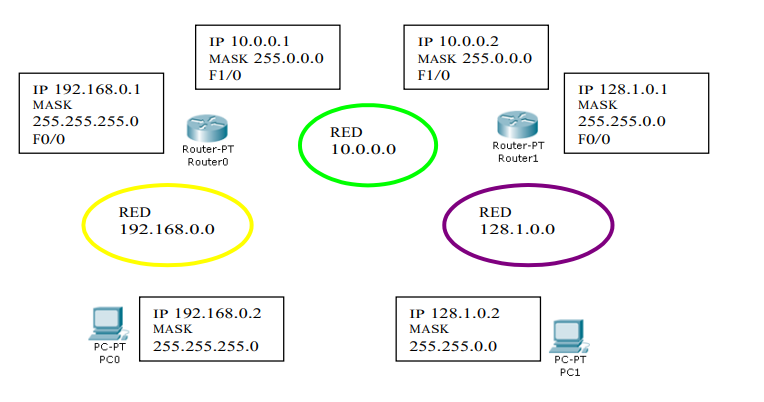 IP 10.0.0.1
MASK 255.0.0.0
F1/0
IP 10.0.0.2
MASK 255.0.0.0
F1/0
IP 192.168.0.1
MASK
255.255.255.0
F0/0
Router-PT
Router0
RED
10.0.0.0
Router-PT
Router1
IP 128.1.0.1
MASK
255.255.0.0
F0/0
RED
192.168.0.0
RED
128.1.0.0
PC-PT
PC0
IP 192.168.0.2
MASK
255.255.255.0
IP 128.1.0.2
MASK
255.255.0.0
PC-PT
PC1